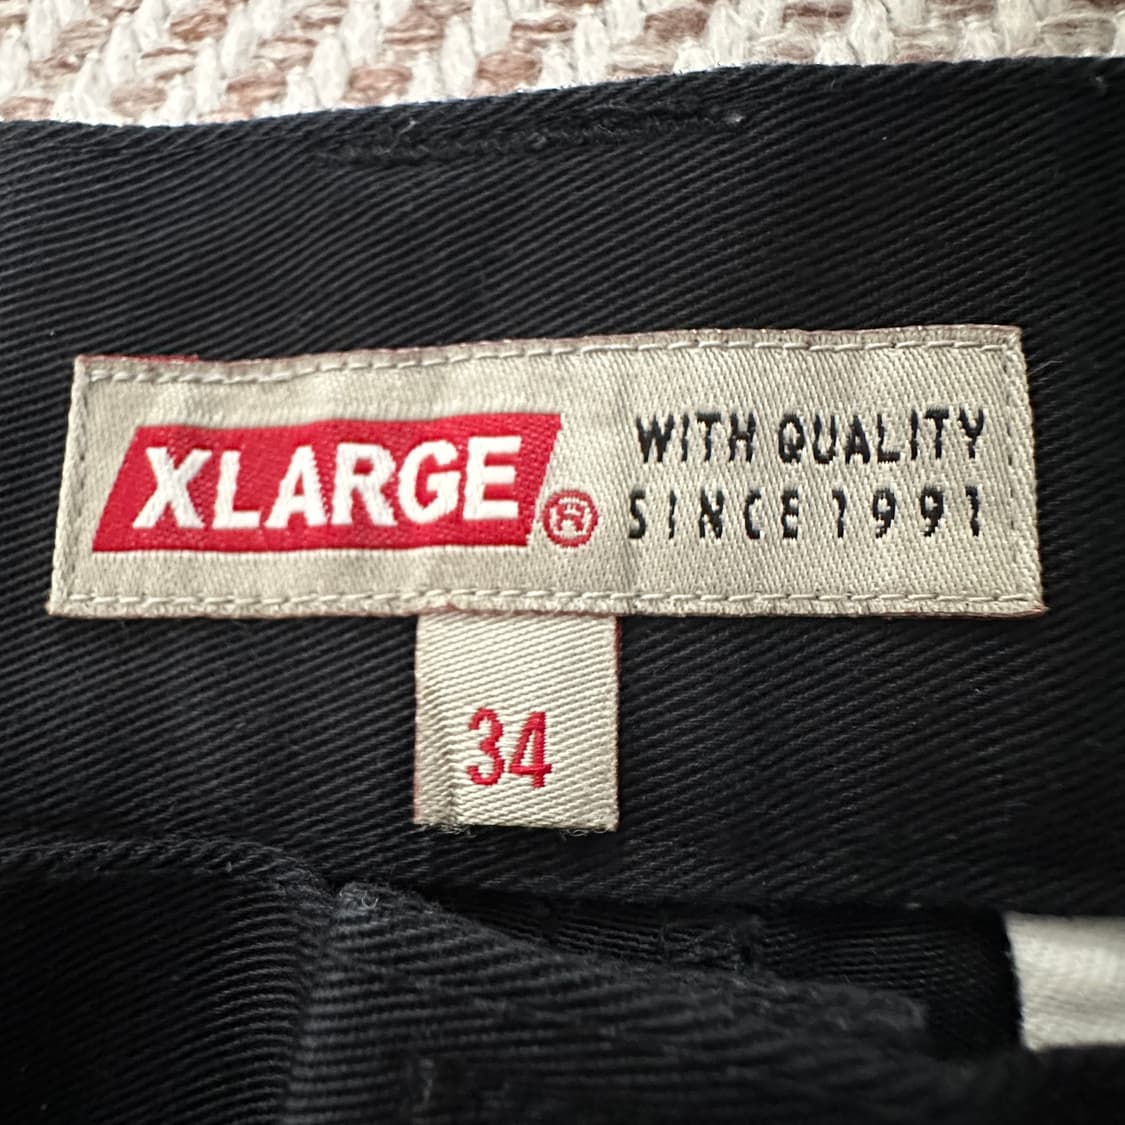 XLARGE®
WITH QUALITY
SINCE 1991
34